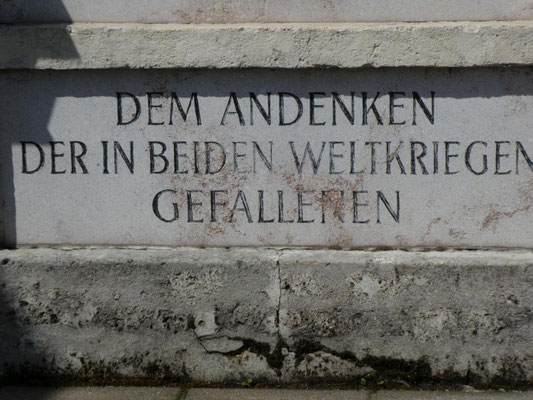 DEM ANDENKEN
DER IN BEIDEN WELTKRIEGEN
GEFALLENEN